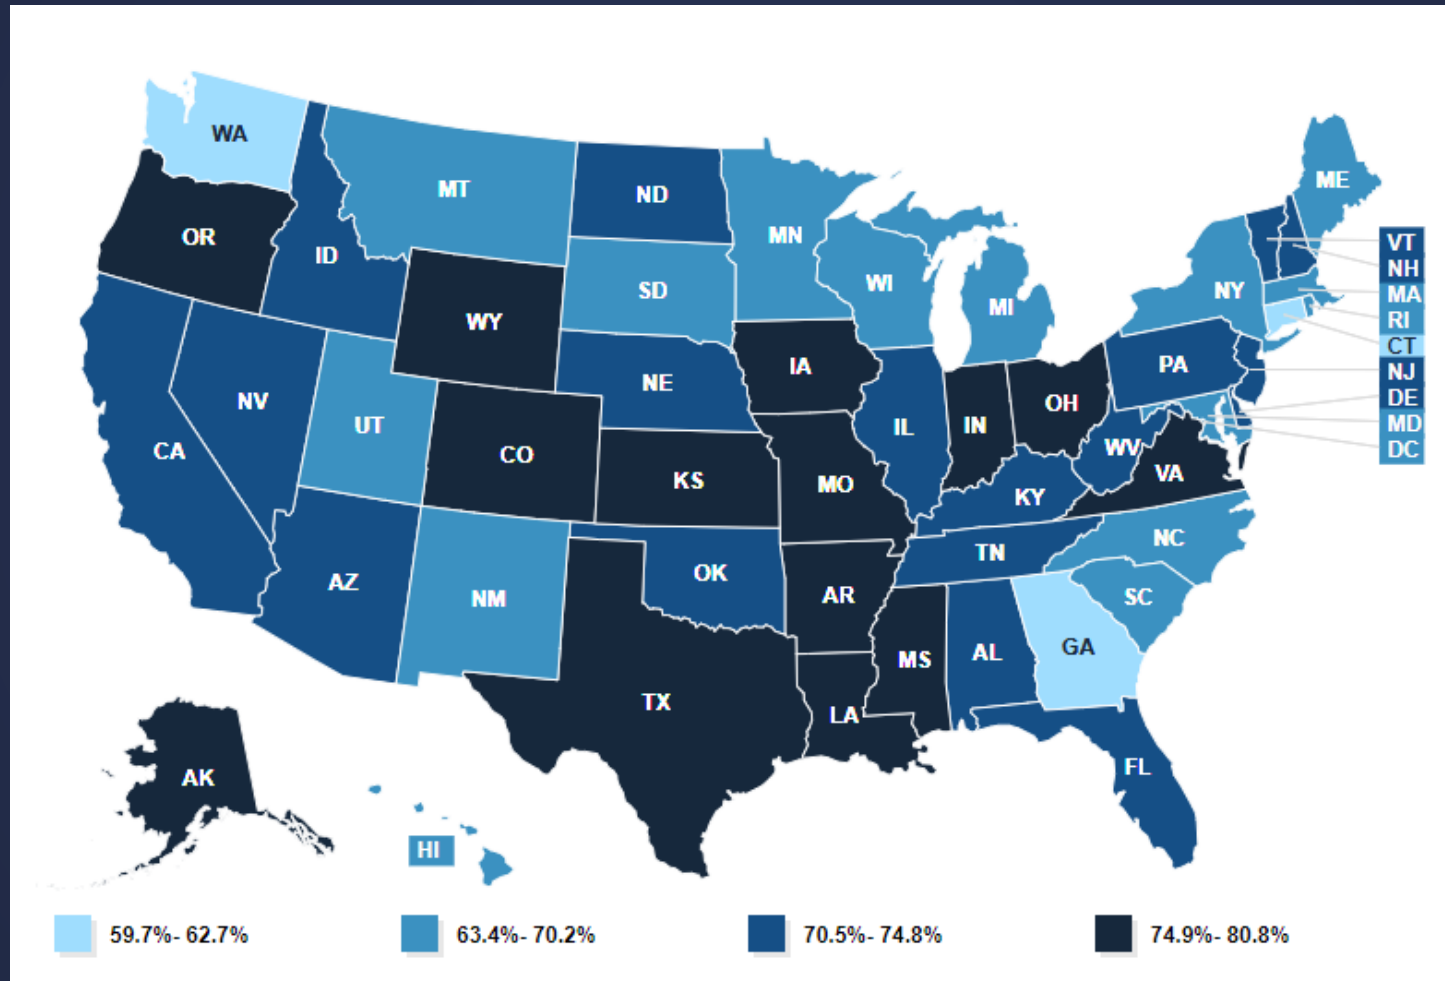 WA
MT
ND
MN
ME
OR
ID
SD
WI
MI
NY
VT
NH
MA
RI
CT
NJ
DE
MD
DC
WY
NE
IA
PA
NV
UT
CO
IL
IN
OH
CA
KS
MO
WV
VA
KY
AZ
NM
OK
TN
NC
AR
SC
TX
MS
AL
GA
LA
FL
AK
HI
59.7%- 62.7%
63.4%- 70.2%
70.5%- 74.8%
74.9%- 80.8%